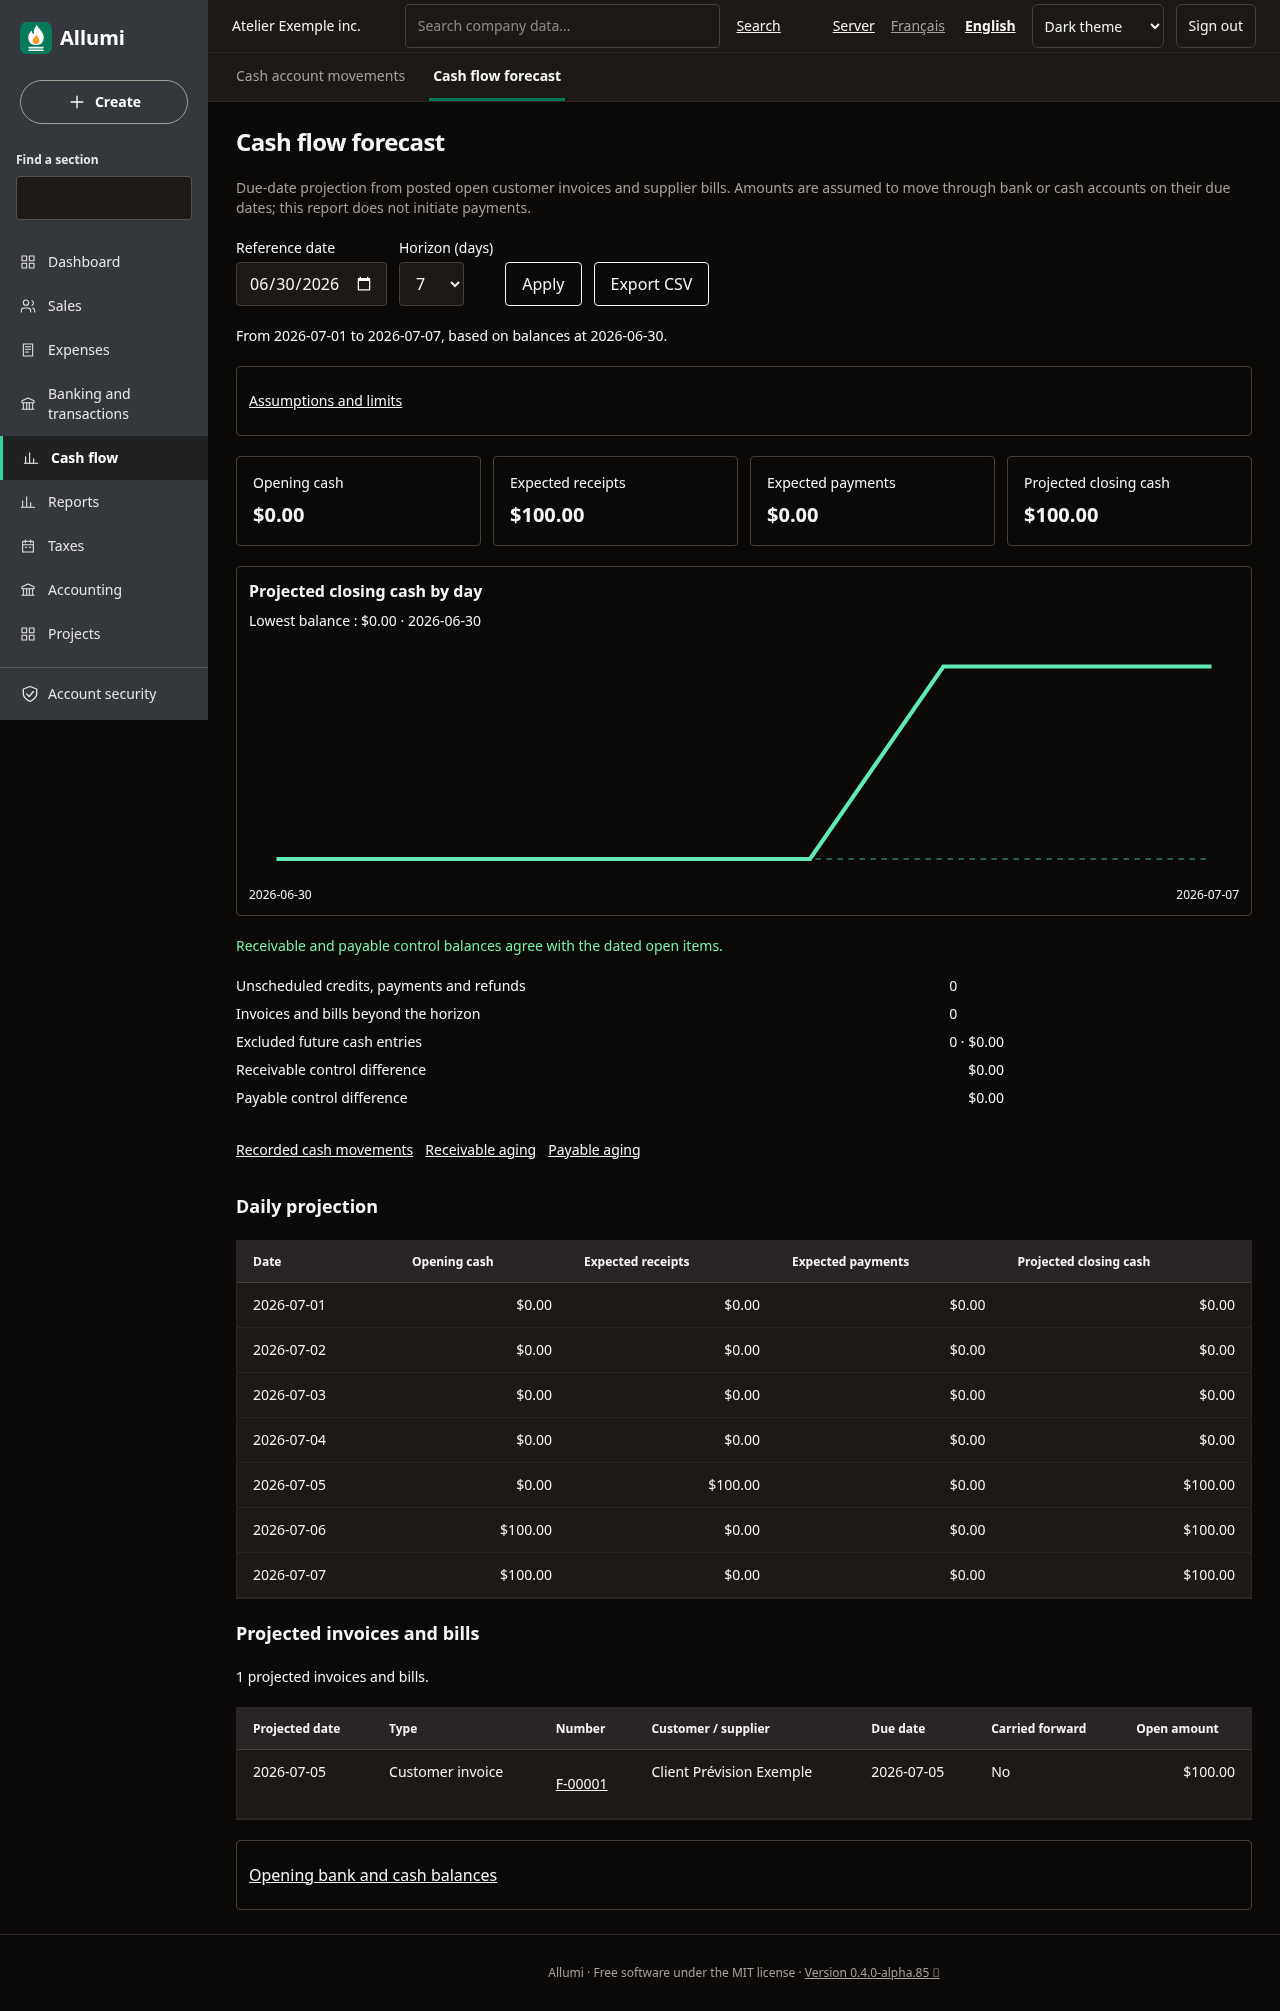 Allumi
Create
Find a section
Dashboard
Sales
Expenses
Banking and
transactions
Cash flow
Reports
Taxes
Accounting
Projects
Account security
Atelier Exemple inc.
Search company data...
Search
Server
Français
English
Dark theme
Sign out
Cash account movements
Cash flow forecast
Cash flow forecast
Due-date projection from posted open customer invoices and supplier bills. Amounts are assumed to move through bank or cash accounts on their due
dates; this report does not initiate payments.
Reference date
Horizon (days)
06/30/2026
7
Apply
Export CSV
From 2026-07-01 to 2026-07-07, based on balances at 2026-06-30.
Assumptions and limits
Opening cash
$0.00
Expected receipts
$100.00
Expected payments
$0.00
Projected closing cash
$100.00
Projected closing cash by day
Lowest balance : $0.00 · 2026-06-30
2026-06-30
2026-07-07
Receivable and payable control balances agree with the dated open items.
Unscheduled credits, payments and refunds 0
Invoices and bills beyond the horizon 0
Excluded future cash entries 0 · $0.00
Receivable control difference $0.00
Payable control difference $0.00
Recorded cash movements Receivable aging Payable aging
Daily projection
Date Opening cash Expected receipts Expected payments Projected closing cash
2026-07-01 $0.00 $0.00 $0.00 $0.00
2026-07-02 $0.00 $0.00 $0.00 $0.00
2026-07-03 $0.00 $0.00 $0.00 $0.00
2026-07-04 $0.00 $0.00 $0.00 $0.00
2026-07-05 $0.00 $100.00 $0.00 $100.00
2026-07-06 $100.00 $0.00 $0.00 $100.00
2026-07-07 $100.00 $0.00 $0.00 $100.00
Projected invoices and bills
1 projected invoices and bills.
Projected date Type Number Customer / supplier Due date Carried forward Open amount
2026-07-05 Customer invoice F-00001 Client Prévision Exemple 2026-07-05 No $100.00
Opening bank and cash balances
Allumi · Free software under the MIT license · Version 0.4.0-alpha.85